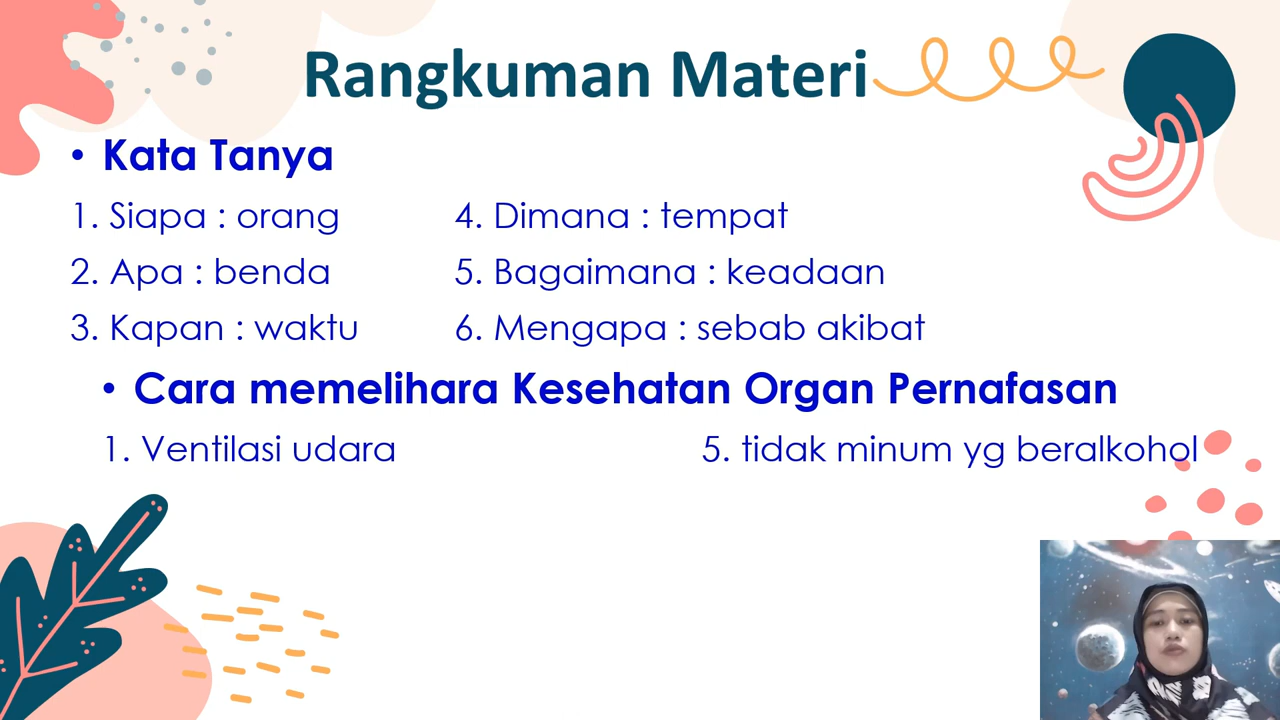 Rangkuman Materi
• Kata Tanya
1. Siapa : orang 4. Dimana : tempat
2. Apa : benda 5. Bagaimana : keadaan
3. Kapan : waktu 6. Mengapa : sebab akibat
• Cara memelihara Kesehatan Organ Pernafasan
1. Ventilasi udara 5. tidak minum yg beralkohol